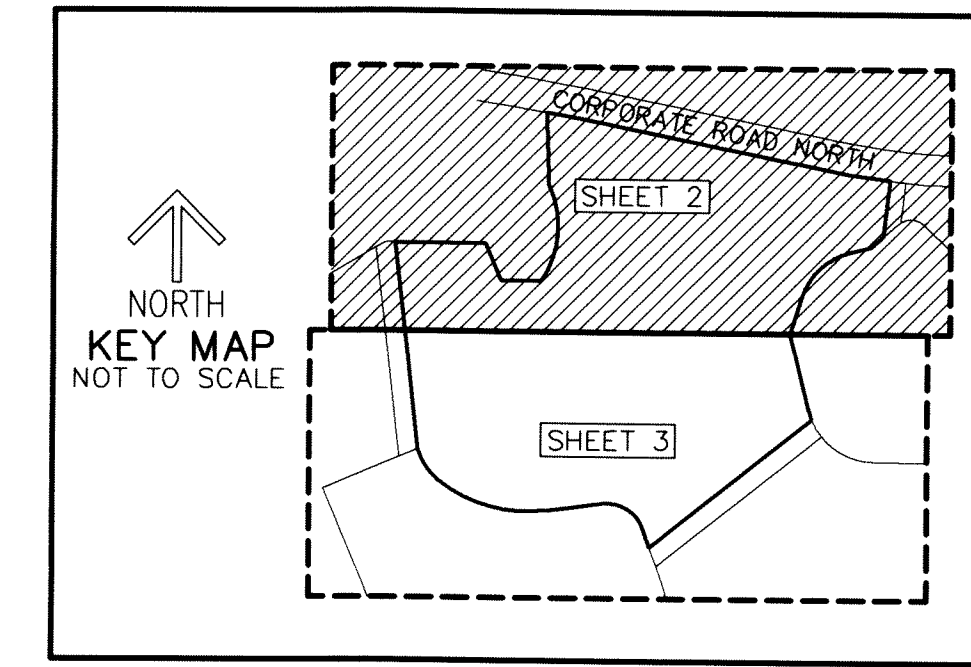 CORPORATE ROAD NORTH
SHEET 2
NORTH
KEY MAP
NOT TO SCALE
SHEET 3